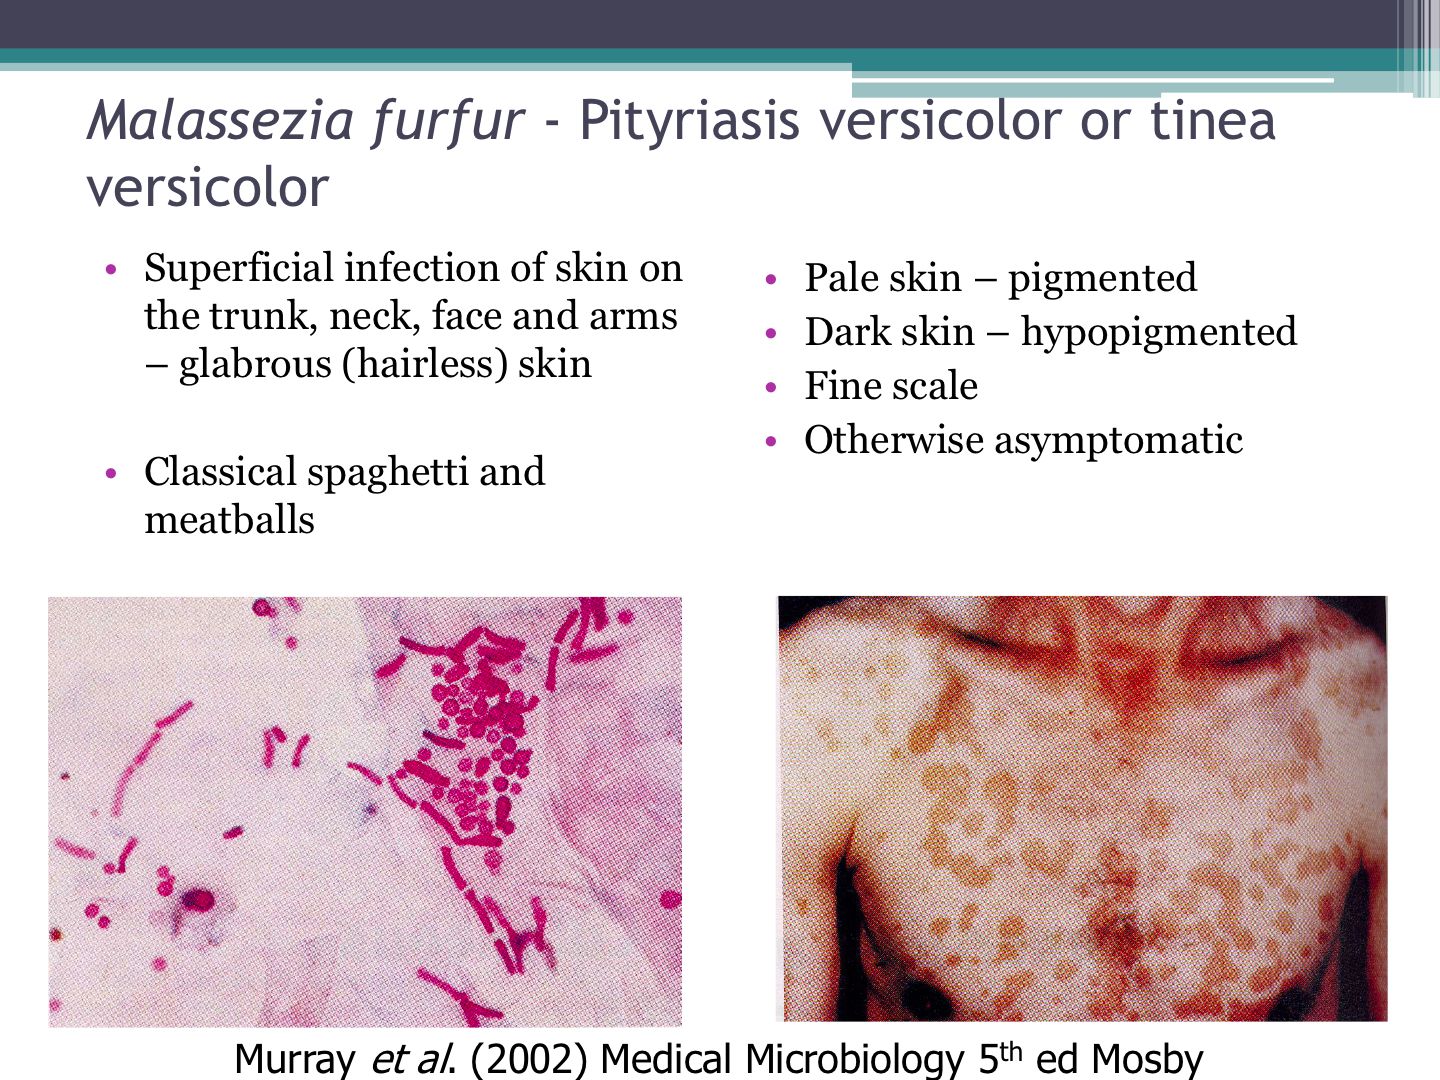 Malassezia furfur - Pityriasis versicolor or tinea
versicolor
• Superficial infection of skin on
the trunk, neck, face and arms
– glabrous (hairless) skin
• Classical spaghetti and
meatballs
• Pale skin – pigmented
• Dark skin – hypopigmented
• Fine scale
• Otherwise asymptomatic
Murray et al. (2002) Medical Microbiology 5th ed Mosby